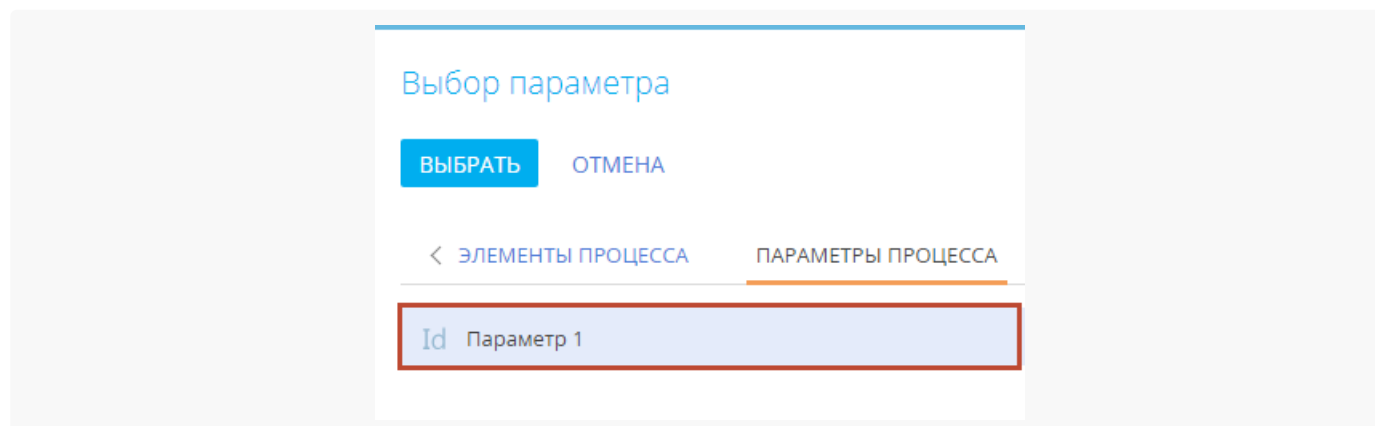 Выбор параметра
ВЫБРАТЬ ОТМЕНА
< ЭЛЕМЕНТЫ ПРОЦЕССА ПАРАМЕТРЫ ПРОЦЕССА
Id Параметр 1